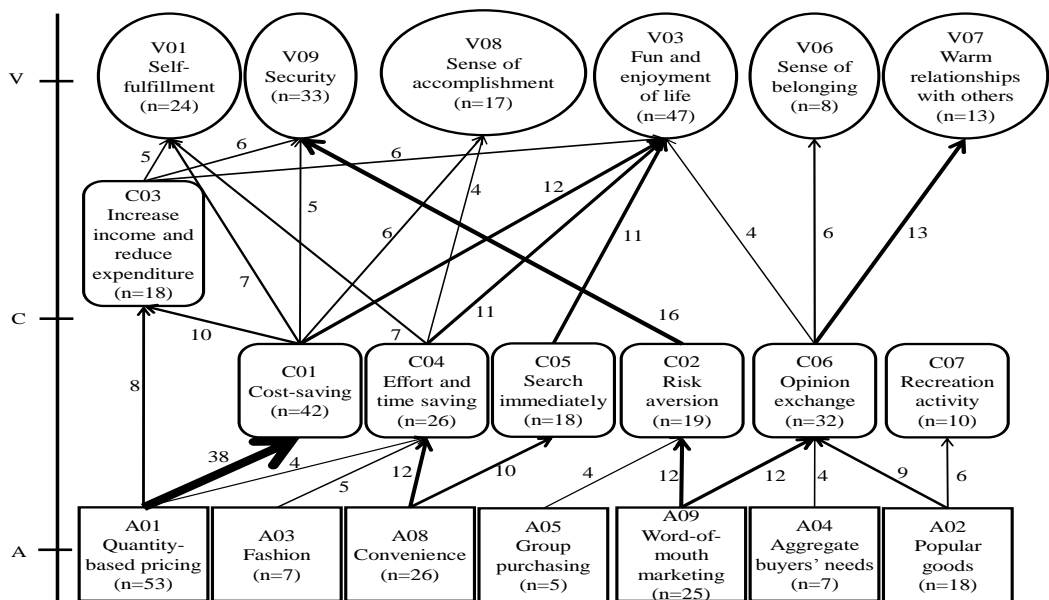 V
V01
Self-
fulfillment
(n=24)
V09
Security
(n=33)
V08
Sense of
accomplishment
(n=17)
V03
Fun and
enjoyment
of life
(n=47)
V06
Sense of
belonging
(n=8)
V07
Warm
relationships
with others
(n=13)
5
6
6
12
4
5
6
11
4
6
13
7
11
7
16
10
8
C03
Increase
income and
reduce
expenditure
(n=18)
C
C01
Cost-saving
(n=42)
C04
Effort and
time saving
(n=26)
C05
Search
immediately
(n=18)
C02
Risk
aversion
(n=19)
C06
Opinion
exchange
(n=32)
C07
Recreation
activity
(n=10)
38
4
5
12
10
4
12
12
4
9
6
A
A01
Quantity-
based pricing
(n=53)
A03
Fashion
(n=7)
A08
Convenience
(n=26)
A05
Group
purchasing
(n=5)
A09
Word-of-
mouth
marketing
(n=25)
A04
Aggregate
buyers' needs
(n=7)
A02
Popular
goods
(n=18)